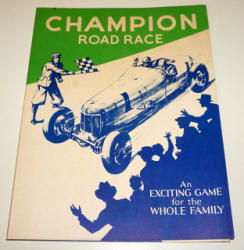 CHAMPION
ROAD RACE
An
EXCITING GAME
for the
WHOLE FAMILY